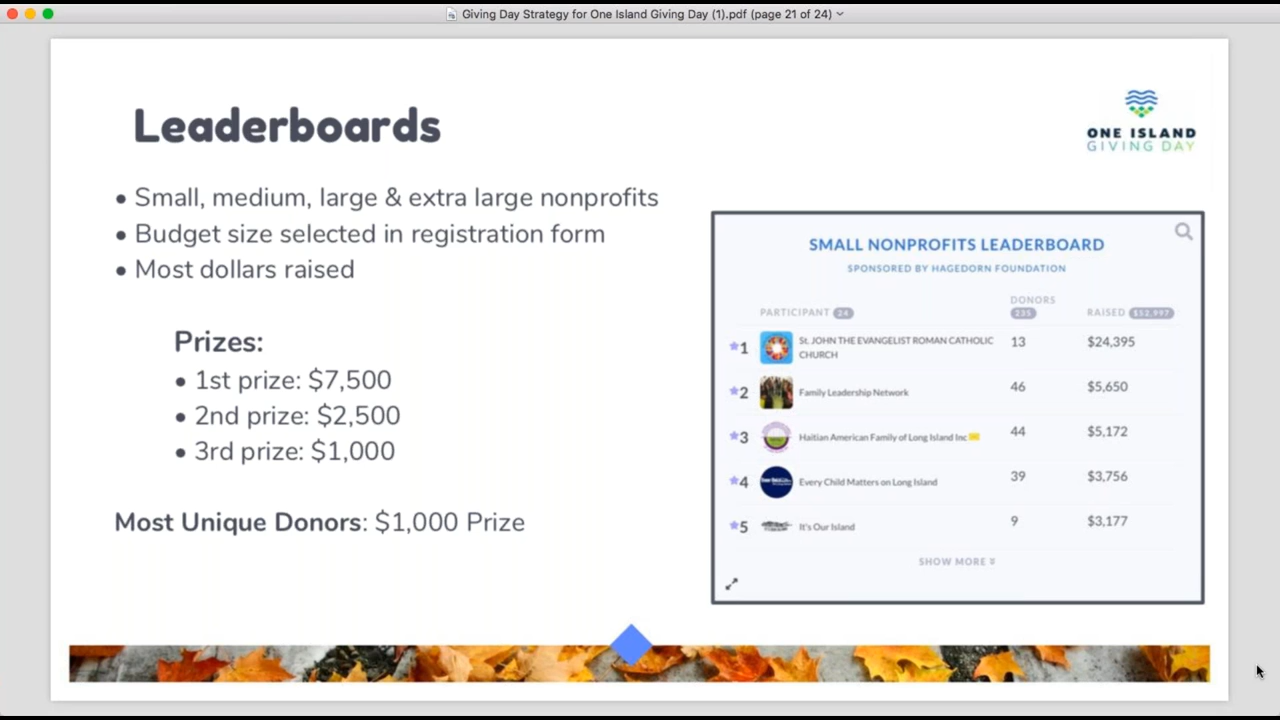 Giving Day Strategy for One Island Giving Day (1).pdf (page 21 of 24)
Leaderboards
ONE ISLAND
GIVING DAY
• Small, medium, large & extra large nonprofits
• Budget size selected in registration form
• Most dollars raised
Prizes:
• 1st prize: $7,500
• 2nd prize: $2,500
• 3rd prize: $1,000
Most Unique Donors: $1,000 Prize
SMALL NONPROFITS LEADERBOARD
SPONSORED BY HAGEDORN FOUNDATION
PARTICIPANT 24 DONORS 235 RAISED $52,997
1 St. JOHN THE EVANGELIST ROMAN CATHOLIC CHURCH 13 $24,395
2 Family Leadership Network 46 $5,650
3 Haitian American Family of Long Island Inc 44 $5,172
4 Every Child Matters on Long Island 39 $3,756
5 It's Our Island 9 $3,177
SHOW MORE